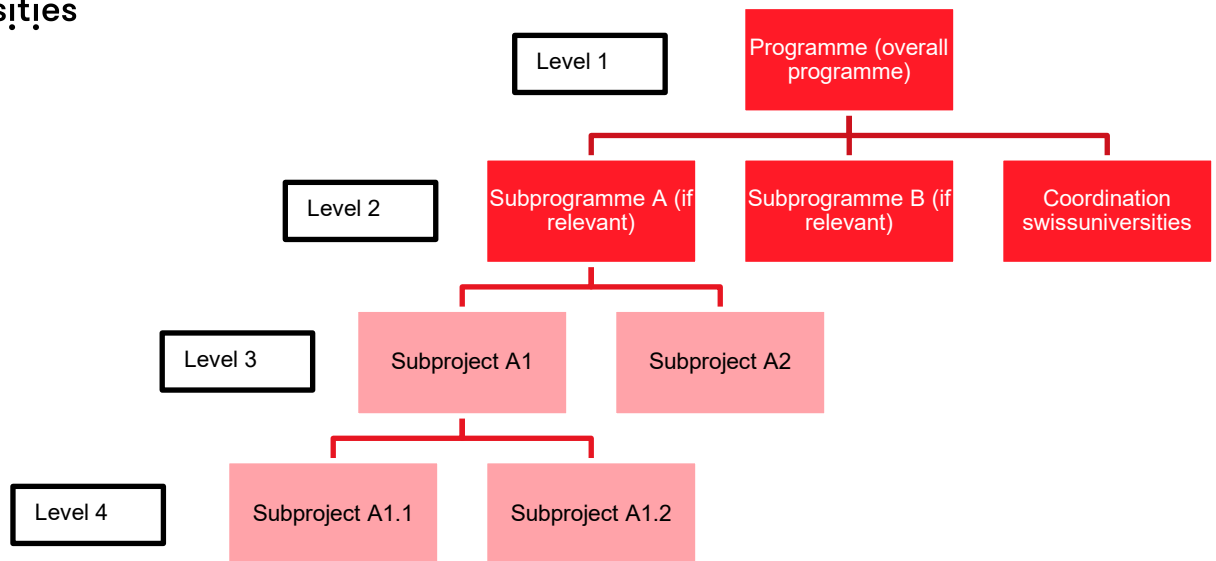 sities
Level 1
Programme (overall
programme)
Level 2
Subprogramme A (if
relevant)
Subprogramme B (if
relevant)
Coordination
swissuniversities
Level 3
Subproject A1
Subproject A2
Level 4
Subproject A1.1
Subproject A1.2